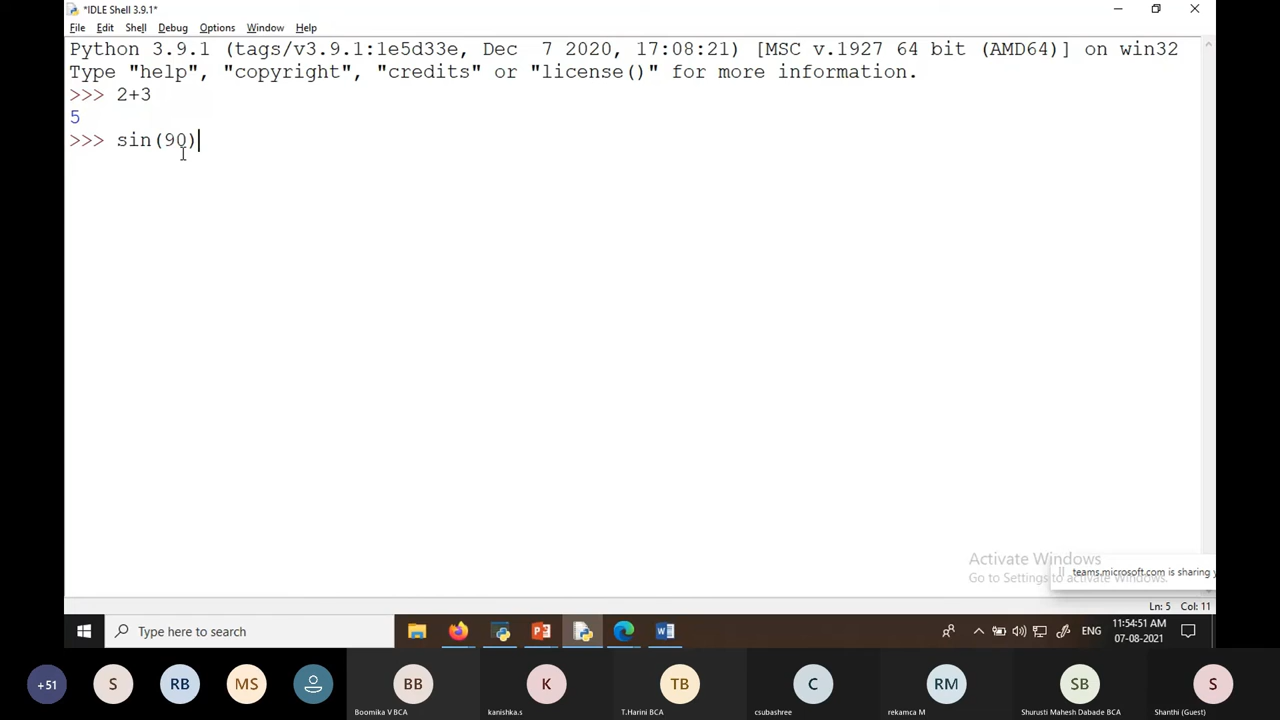 *IDLE Shell 3.9.1*
File Edit Shell Debug Options Window Help
Python 3.9.1 (tags/v3.9.1:1e5d33e, Dec  7 2020, 17:08:21) [MSC v.1927 64 bit (AMD64)] on win32
Type "help", "copyright", "credits" or "license()" for more information.
>>> 2+3
5
>>> sin(90)
Activate Windows
Go to Settings to activate Windows.
teams.microsoft.com is sharing
Ln: 5 Col: 11
Type here to search
ENG
11:54:51 AM
07-08-2021
+51 S RB MS BB K TB C RM SB S
Boomika V BCA kanishka.s T.Harini BCA csubashree rekamca M Shurusti Mahesh Dabade BCA Shanthi (Guest)